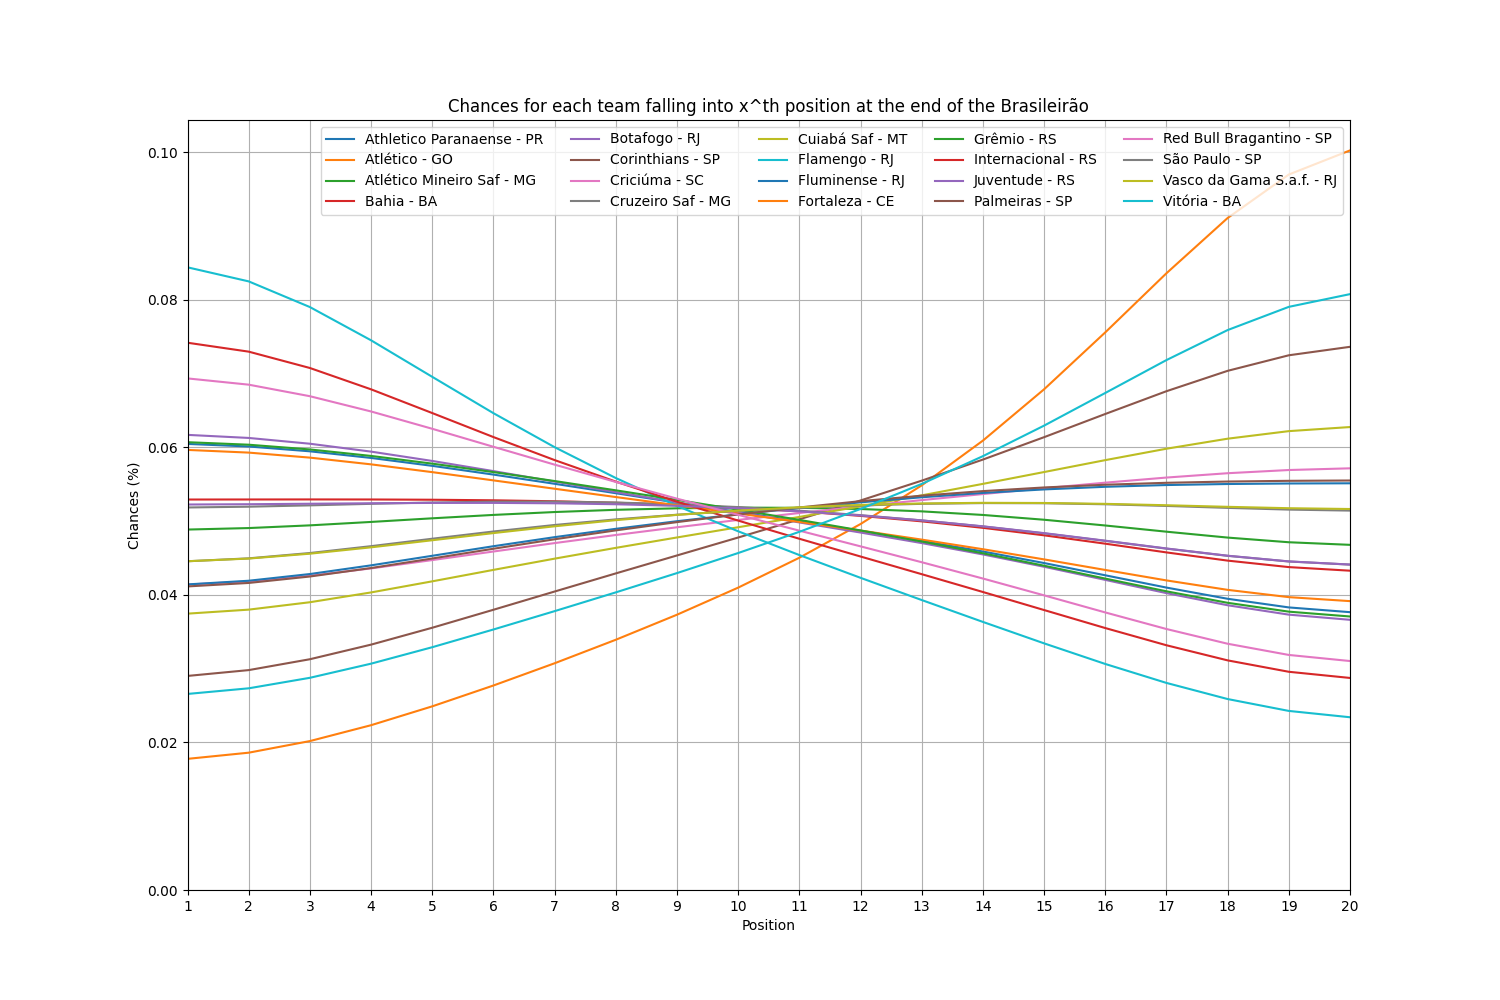 Chances for each team falling into x^th position at the end of the Brasileirão
Athletico Paranaense - PR
Atlético - GO
Atlético Mineiro Saf - MG
Bahia - BA
Botafogo - RJ
Corinthians - SP
Criciúma - SC
Cruzeiro Saf - MG
Cuiabá Saf - MT
Flamengo - RJ
Fluminense - RJ
Fortaleza - CE
Grêmio - RS
Internacional - RS
Juventude - RS
Palmeiras - SP
Red Bull Bragantino - SP
São Paulo - SP
Vasco da Gama S.a.f. - RJ
Vitória - BA
Chances (%)
0.10
0.08
0.06
0.04
0.02
0.00
1 2 3 4 5 6 7 8 9 10 11 12 13 14 15 16 17 18 19 20
Position